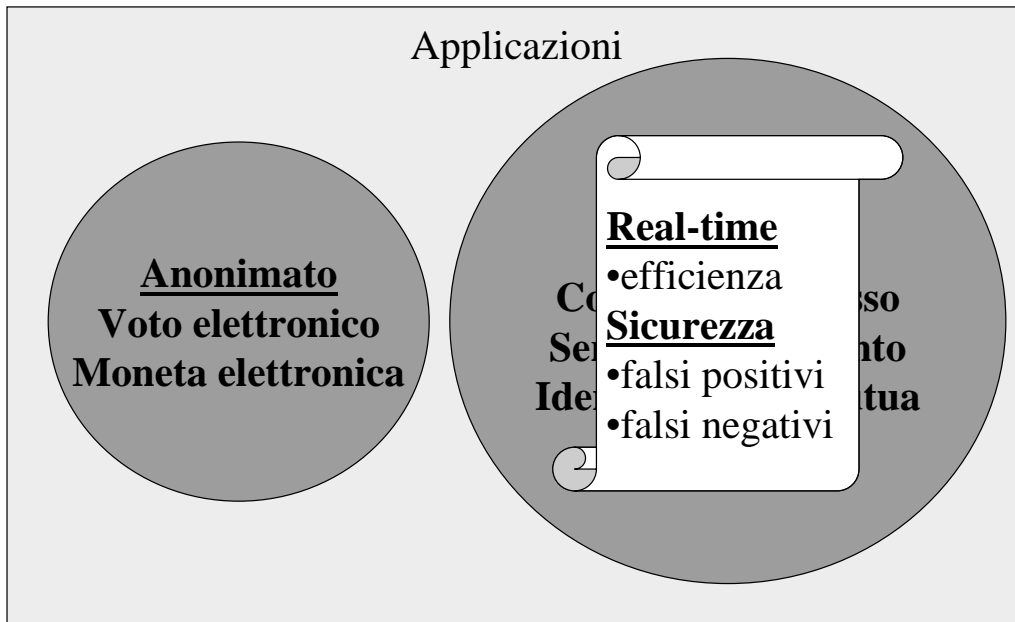 Applicazioni
Anonimato
Voto elettronico
Moneta elettronica
Real-time
•efficienza
Sicurezza
•falsi positivi
•falsi negativi